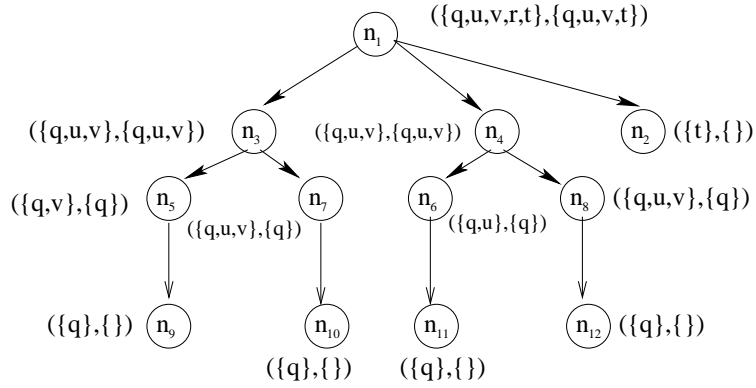 ({q,u,v,r,t},{q,u,v,t})
n1
({q,u,v},{q,u,v})
n3
({q,u,v},{q,u,v})
n4
n2
({t},{})
({q,v},{q})
n5
({q,u,v},{q})
n7
n6
({q,u},{q})
n8
({q,u,v},{q})
({q},{})
n9
n10
({q},{})
n11
({q},{})
n12
({q},{})